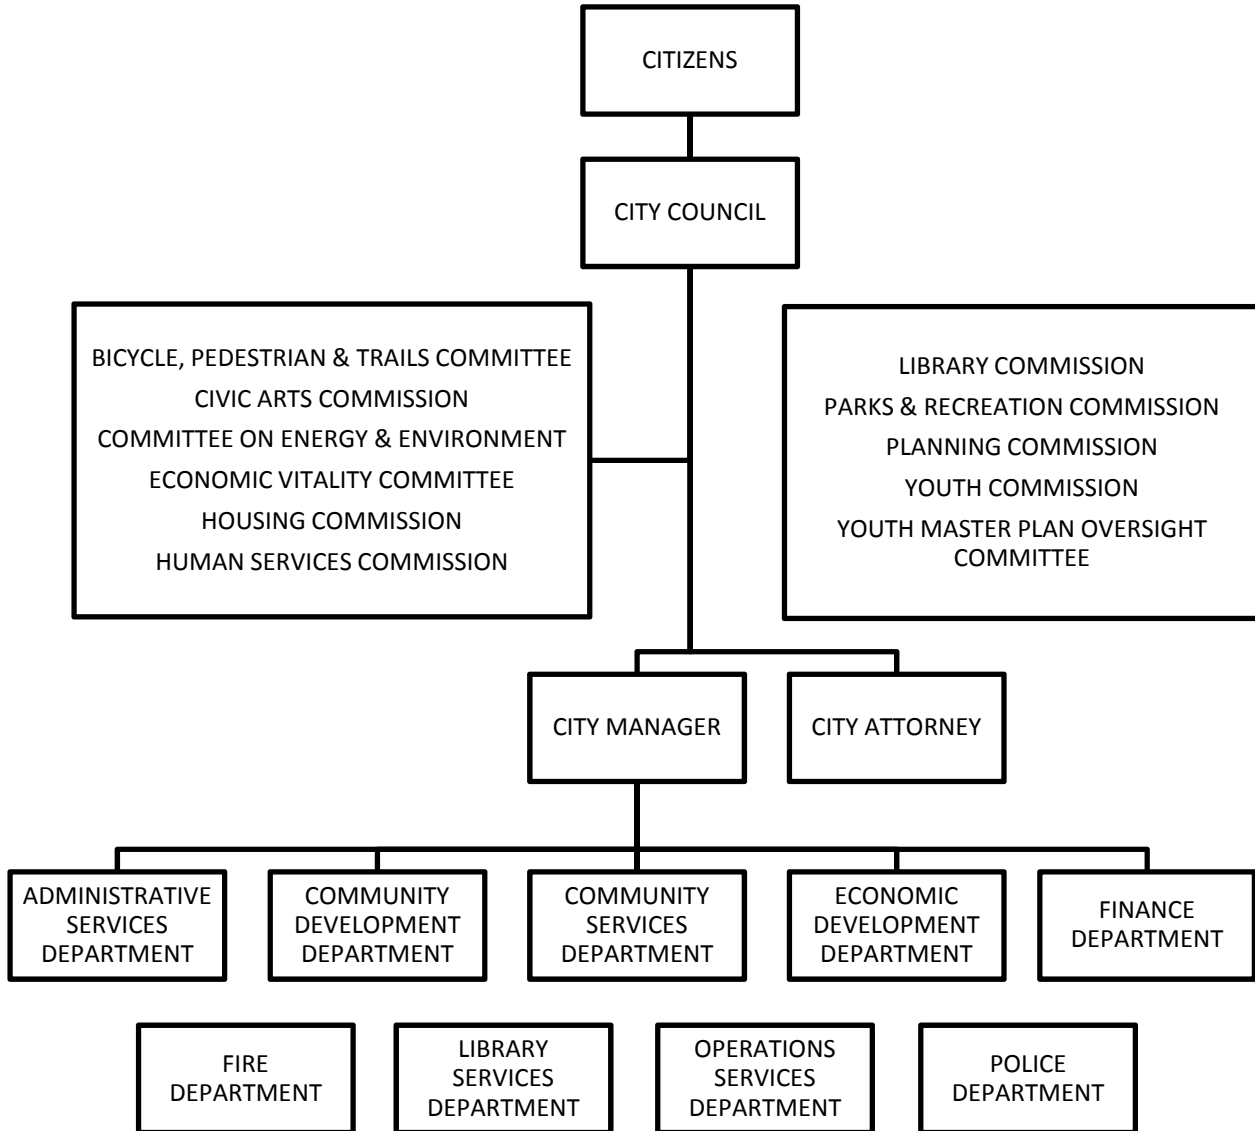 CITIZENS
CITY COUNCIL
BICYCLE, PEDESTRIAN & TRAILS COMMITTEE
CIVIC ARTS COMMISSION
COMMITTEE ON ENERGY & ENVIRONMENT
ECONOMIC VITALITY COMMITTEE
HOUSING COMMISSION
HUMAN SERVICES COMMISSION
LIBRARY COMMISSION
PARKS & RECREATION COMMISSION
PLANNING COMMISSION
YOUTH COMMISSION
YOUTH MASTER PLAN OVERSIGHT
COMMITTEE
CITY MANAGER
CITY ATTORNEY
ADMINISTRATIVE
SERVICES
DEPARTMENT
COMMUNITY
DEVELOPMENT
DEPARTMENT
COMMUNITY
SERVICES
DEPARTMENT
ECONOMIC
DEVELOPMENT
DEPARTMENT
FINANCE
DEPARTMENT
FIRE
DEPARTMENT
LIBRARY
SERVICES
DEPARTMENT
OPERATIONS
SERVICES
DEPARTMENT
POLICE
DEPARTMENT